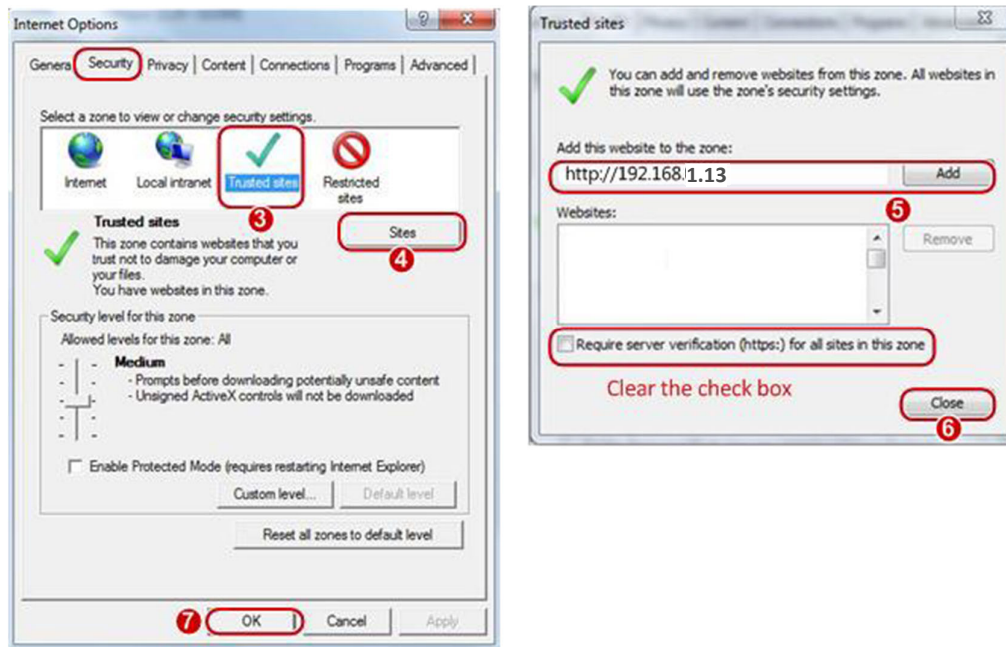 Internet Options
General Security Privacy Content Connections Programs Advanced
Select a zone to view or change security settings.
Internet Local intranet Trusted sites Restricted sites
3
Trusted sites
This zone contains websites that you
trust not to damage your computer or
your files.
You have websites in this zone.
Sites
4
Security level for this zone
Allowed levels for this zone: All
Medium
- Prompts before downloading potentially unsafe content
- Unsigned ActiveX controls will not be downloaded
Enable Protected Mode (requires restarting Internet Explorer)
Custom level... Default level
Reset all zones to default level
7 OK Cancel Apply
Trusted sites
You can add and remove websites from this zone. All websites in
this zone will use the zone's security settings.
Add this website to the zone:
http://192.168.1.13 Add
5
Websites:
Remove
Require server verification (https:) for all sites in this zone
Clear the check box
Close
6